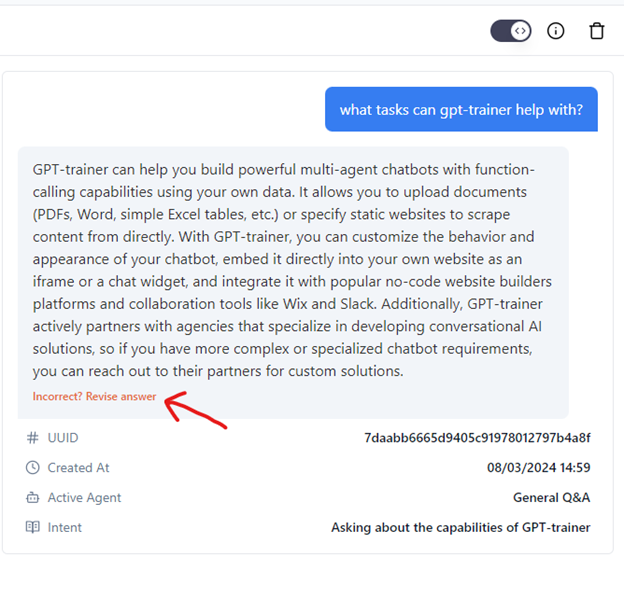 what tasks can gpt-trainer help with?
GPT-trainer can help you build powerful multi-agent chatbots with function-
calling capabilities using your own data. It allows you to upload documents
(PDFs, Word, simple Excel tables, etc.) or specify static websites to scrape
content from directly. With GPT-trainer, you can customize the behavior and
appearance of your chatbot, embed it directly into your own website as an
iframe or a chat widget, and integrate it with popular no-code website builders
platforms and collaboration tools like Wix and Slack. Additionally, GPT-trainer
actively partners with agencies that specialize in developing conversational AI
solutions, so if you have more complex or specialized chatbot requirements,
you can reach out to their partners for custom solutions.
Incorrect? Revise answer
# UUID 7daabb6665d9405c91978012797b4a8f
Created At 08/03/2024 14:59
Active Agent General Q&A
Intent Asking about the capabilities of GPT-trainer